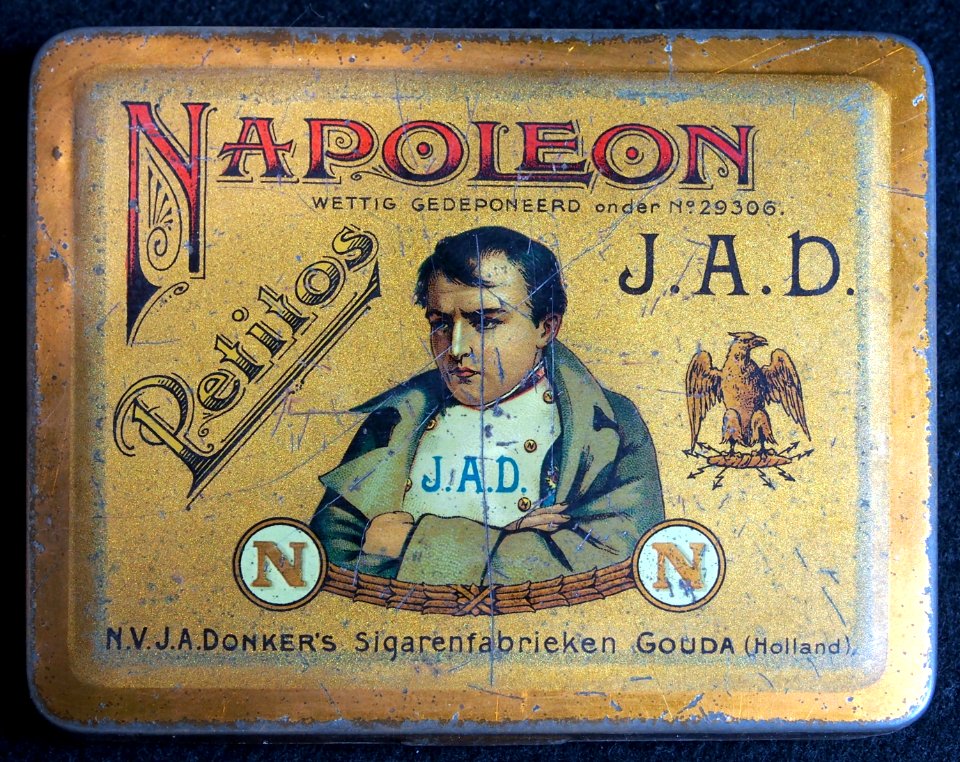 NAPOLEON
WETTIG GEDEPONEERD onder No 29306.
Petitos
J.A.D.
J.A.D.
N
N
N.V. J.A. DONKER'S Sigarenfabrieken GOUDA (Holland)